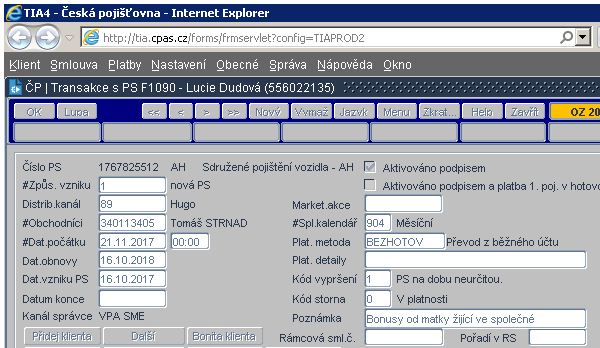 TIA4 - Česká pojišťovna - Internet Explorer
http://tia.cpas.cz/forms/frmservlet?config=TIAPROD2
Klient Smlouva Platby Nastavení Obecné Správa Nápověda Okno
ČP | Transakce s PS F1090 - Lucie Dudová (556022135)
OK Lupa << < > >> Nový Vymaž Jazyk Menu Zkrat... Help Zavřít OZ 20
Číslo PS 1767825512 AH Sdružené pojištění vozidla - AH Aktivováno podpisem
#Způs. vzniku 1 nová PS Aktivováno podpisem a platba 1. poj. v hotovo
Distrib.kanál 89 Hugo Market.akce
#Obchodníci 340113405 Tomáš STRNAD #Spl.kalendář 904 Měsíční
#Dat.počátku 21.11.2017 00:00 Plat. metoda BEZHOTOV Převod z běžného účtu
Dat.obnovy 16.10.2018 Plat. detaily
Dat.vzniku PS 16.10.2017 Kód vypršení 1 PS na dobu neurčitou.
Datum konce Kód storna 0 V platnosti
Kanál správce VPA SME Poznámka Bonusy od matky žijící ve společné
Přidej klienta Další Bonita klienta Rámcová sml.č. Pořadí v RS